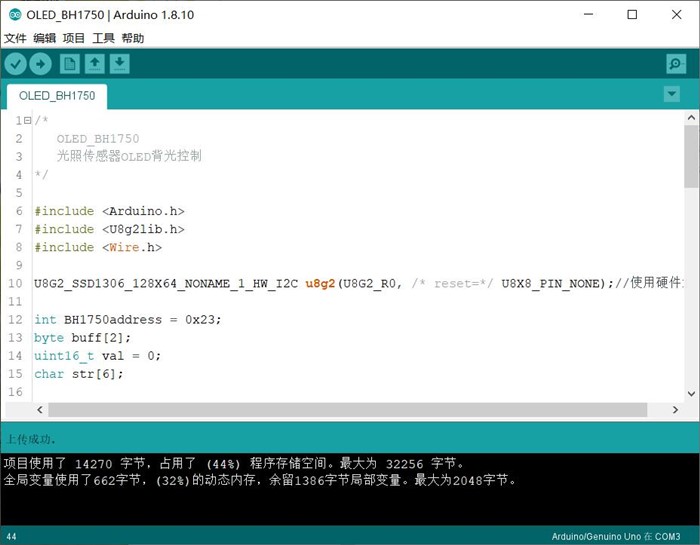 OLED_BH1750 | Arduino 1.8.10
文件 编辑 项目 工具 帮助
OLED_BH1750
1 /*
2 OLED_BH1750
3 光照传感器OLED背光控制
4 */
5
6 #include <Arduino.h>
7 #include <U8g2lib.h>
8 #include <Wire.h>
9
10 U8G2_SSD1306_128X64_NONAME_1_HW_I2C u8g2(U8G2_R0, /* reset=*/ U8X8_PIN_NONE);//使用硬件
11
12 int BH1750address = 0x23;
13 byte buff[2];
14 uint16_t val = 0;
15 char str[6];
16
上传成功。
项目使用了 14270 字节，占用了 (44%) 程序存储空间。最大为 32256 字节。
全局变量使用了662字节，(32%)的动态内存，余留1386字节局部变量。最大为2048字节。
44 Arduino/Genuino Uno 在 COM3